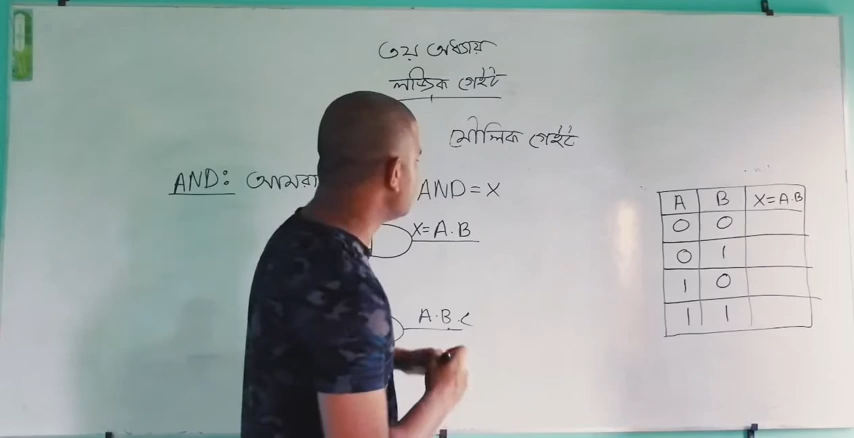 ৩য় অধ্যায়
লজিক গেইট
মৌলিক গেইট
AND: আমরা
AND = X
X = A.B
A.B.C
A B X = A.B
0 0
0 1
1 0
1 1